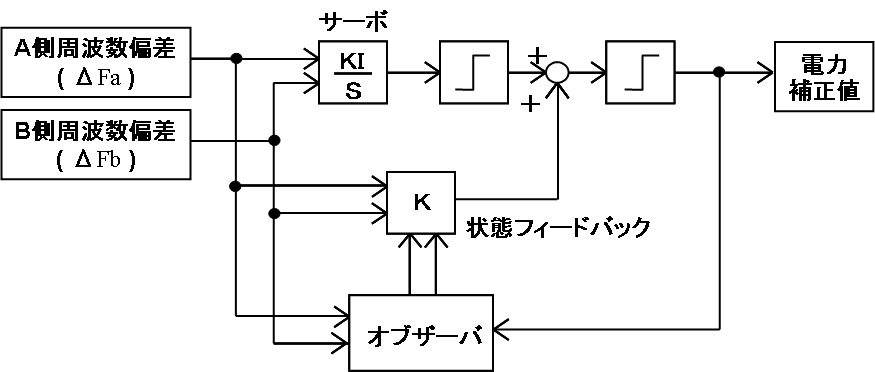 サーボ
A側周波数偏差
( ΔFa )
KI
S
+
+
電力
補正値
B側周波数偏差
( ΔFb )
K
状態フィードバック
オブザーバ